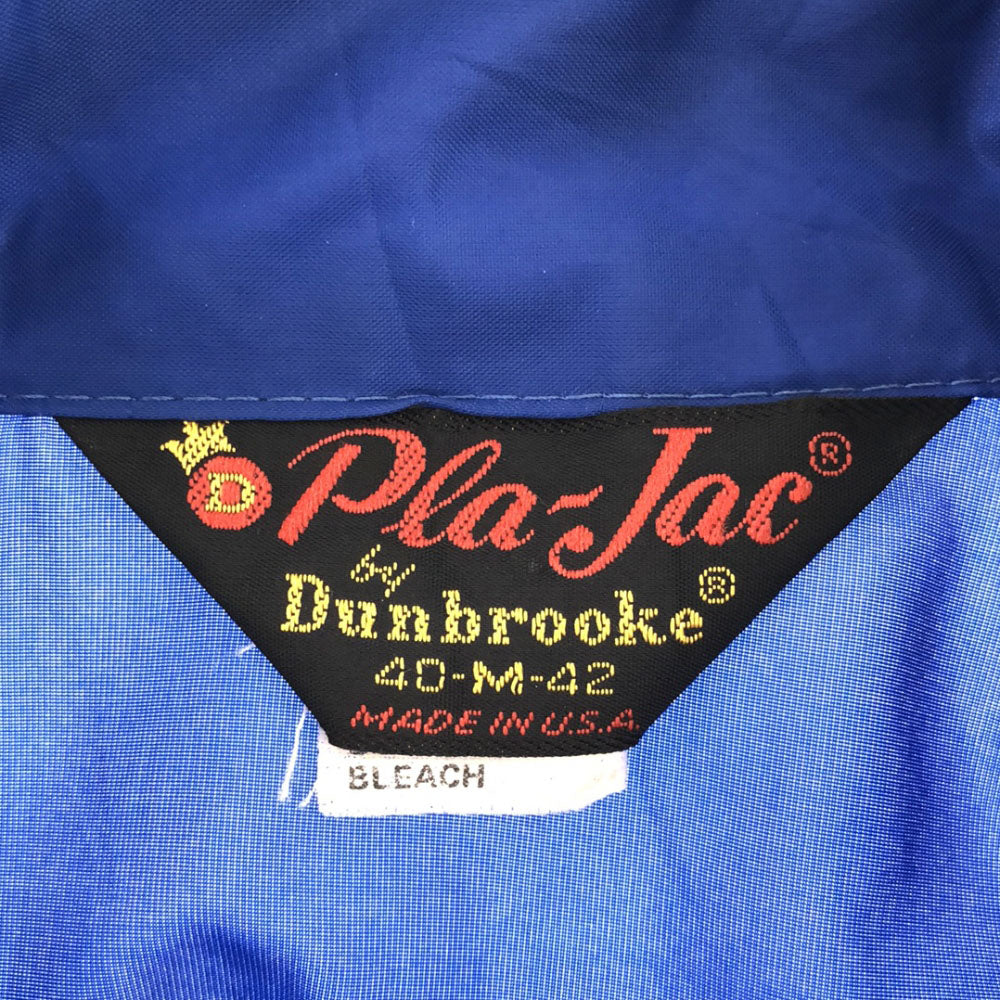 D Pla-Jac®
by
Dunbrooke®
40-M-42
MADE IN U.S.A.
BLEACH